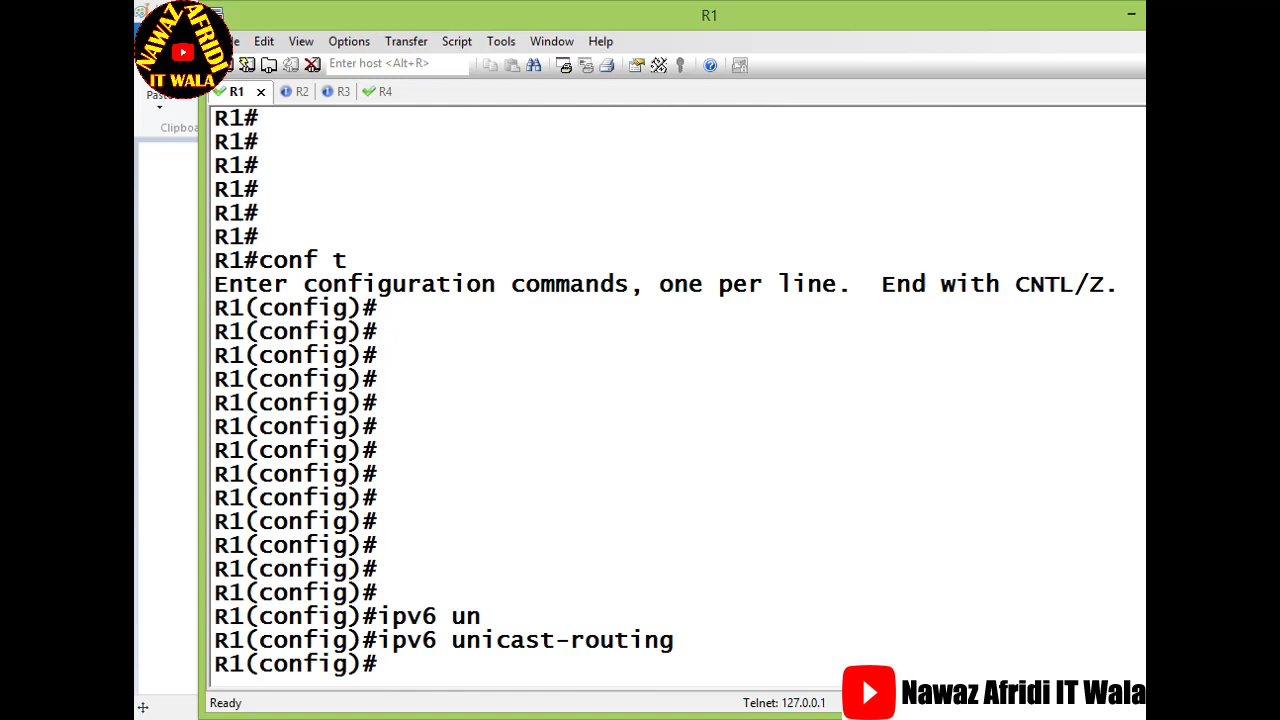 NAWAZ AFRIDI
IT WALA
R1
Edit View Options Transfer Script Tools Window Help
Enter host <Alt+R>
R1 R2 R3 R4
Clipboa
R1#
R1#
R1#
R1#
R1#
R1#
R1#conf t
Enter configuration commands, one per line.  End with CNTL/Z.
R1(config)#
R1(config)#
R1(config)#
R1(config)#
R1(config)#
R1(config)#
R1(config)#
R1(config)#
R1(config)#
R1(config)#
R1(config)#
R1(config)#
R1(config)#
R1(config)#ipv6 un
R1(config)#ipv6 unicast-routing
R1(config)#
Ready
Telnet: 127.0.0.1
Nawaz Afridi IT Wala